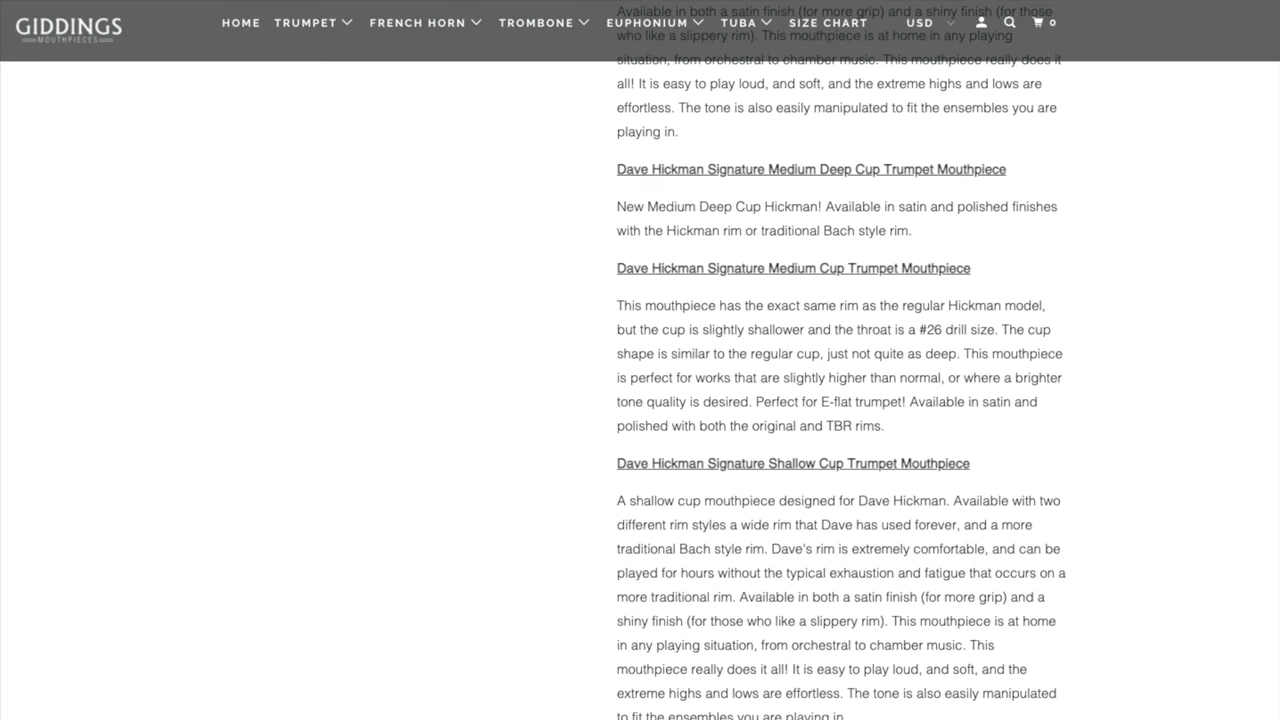 GIDDINGS
MOUTHPIECES
HOME TRUMPET FRENCH HORN TROMBONE EUPHONIUM TUBA SIZE CHART USD 0
Available in both a satin finish (for more grip) and a shiny finish (for those
who like a slippery rim). This mouthpiece is at home in any playing
situation, from orchestral to chamber music. This mouthpiece really does it
all! It is easy to play loud, and soft, and the extreme highs and lows are
effortless. The tone is also easily manipulated to fit the ensembles you are
playing in.
Dave Hickman Signature Medium Deep Cup Trumpet Mouthpiece
New Medium Deep Cup Hickman! Available in satin and polished finishes
with the Hickman rim or traditional Bach style rim.
Dave Hickman Signature Medium Cup Trumpet Mouthpiece
This mouthpiece has the exact same rim as the regular Hickman model,
but the cup is slightly shallower and the throat is a #26 drill size. The cup
shape is similar to the regular cup, just not quite as deep. This mouthpiece
is perfect for works that are slightly higher than normal, or where a brighter
tone quality is desired. Perfect for E-flat trumpet! Available in satin and
polished with both the original and TBR rims.
Dave Hickman Signature Shallow Cup Trumpet Mouthpiece
A shallow cup mouthpiece designed for Dave Hickman. Available with two
different rim styles a wide rim that Dave has used forever, and a more
traditional Bach style rim. Dave's rim is extremely comfortable, and can be
played for hours without the typical exhaustion and fatigue that occurs on a
more traditional rim. Available in both a satin finish (for more grip) and a
shiny finish (for those who like a slippery rim). This mouthpiece is at home
in any playing situation, from orchestral to chamber music. This
mouthpiece really does it all! It is easy to play loud, and soft, and the
extreme highs and lows are effortless. The tone is also easily manipulated
to fit the ensembles you are playing in.